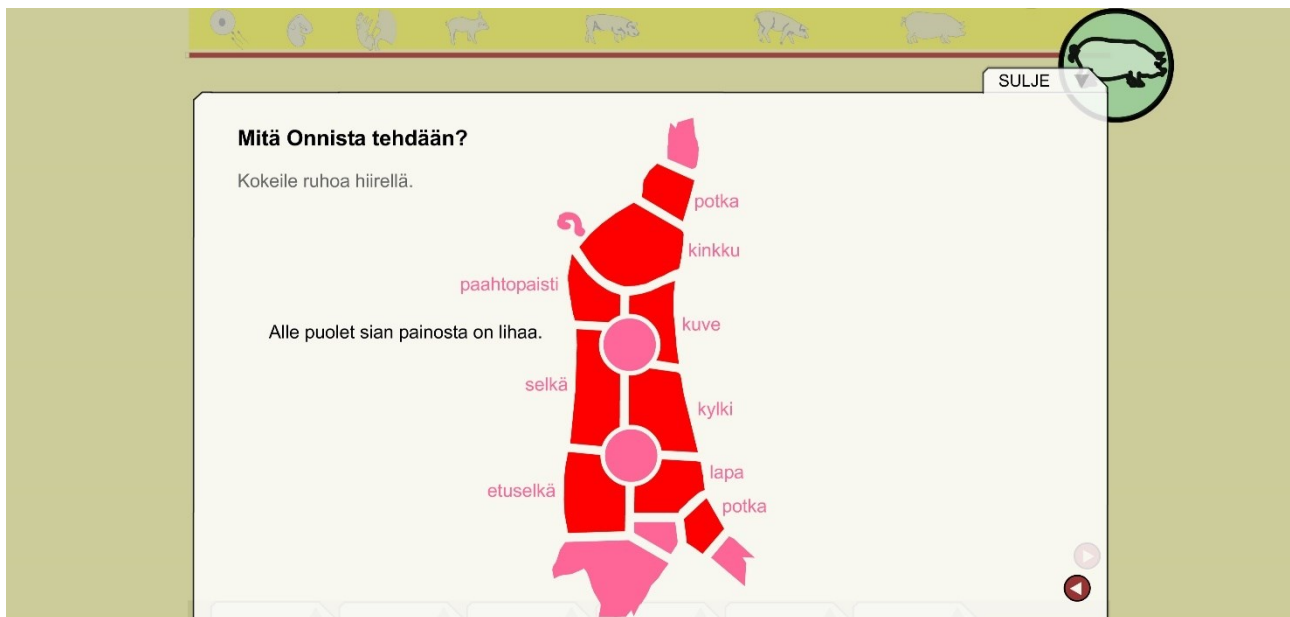 SULJE
Mitä Onnista tehdään?
Kokeile ruhoa hiirellä.
potka
kinkku
paahtopaisti
kuve
Alle puolet sian painosta on lihaa.
selkä
kylki
lapa
etuselkä
potka